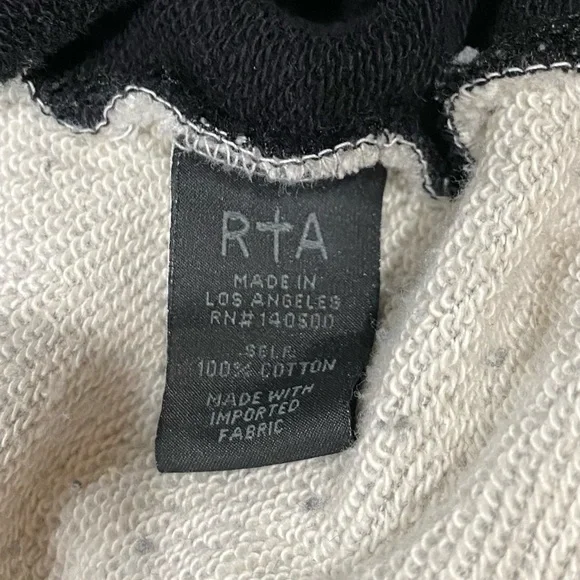 R†A
MADE IN
LOS ANGELES
RN# 140500
SELF
100% COTTON
MADE WITH
IMPORTED
FABRIC